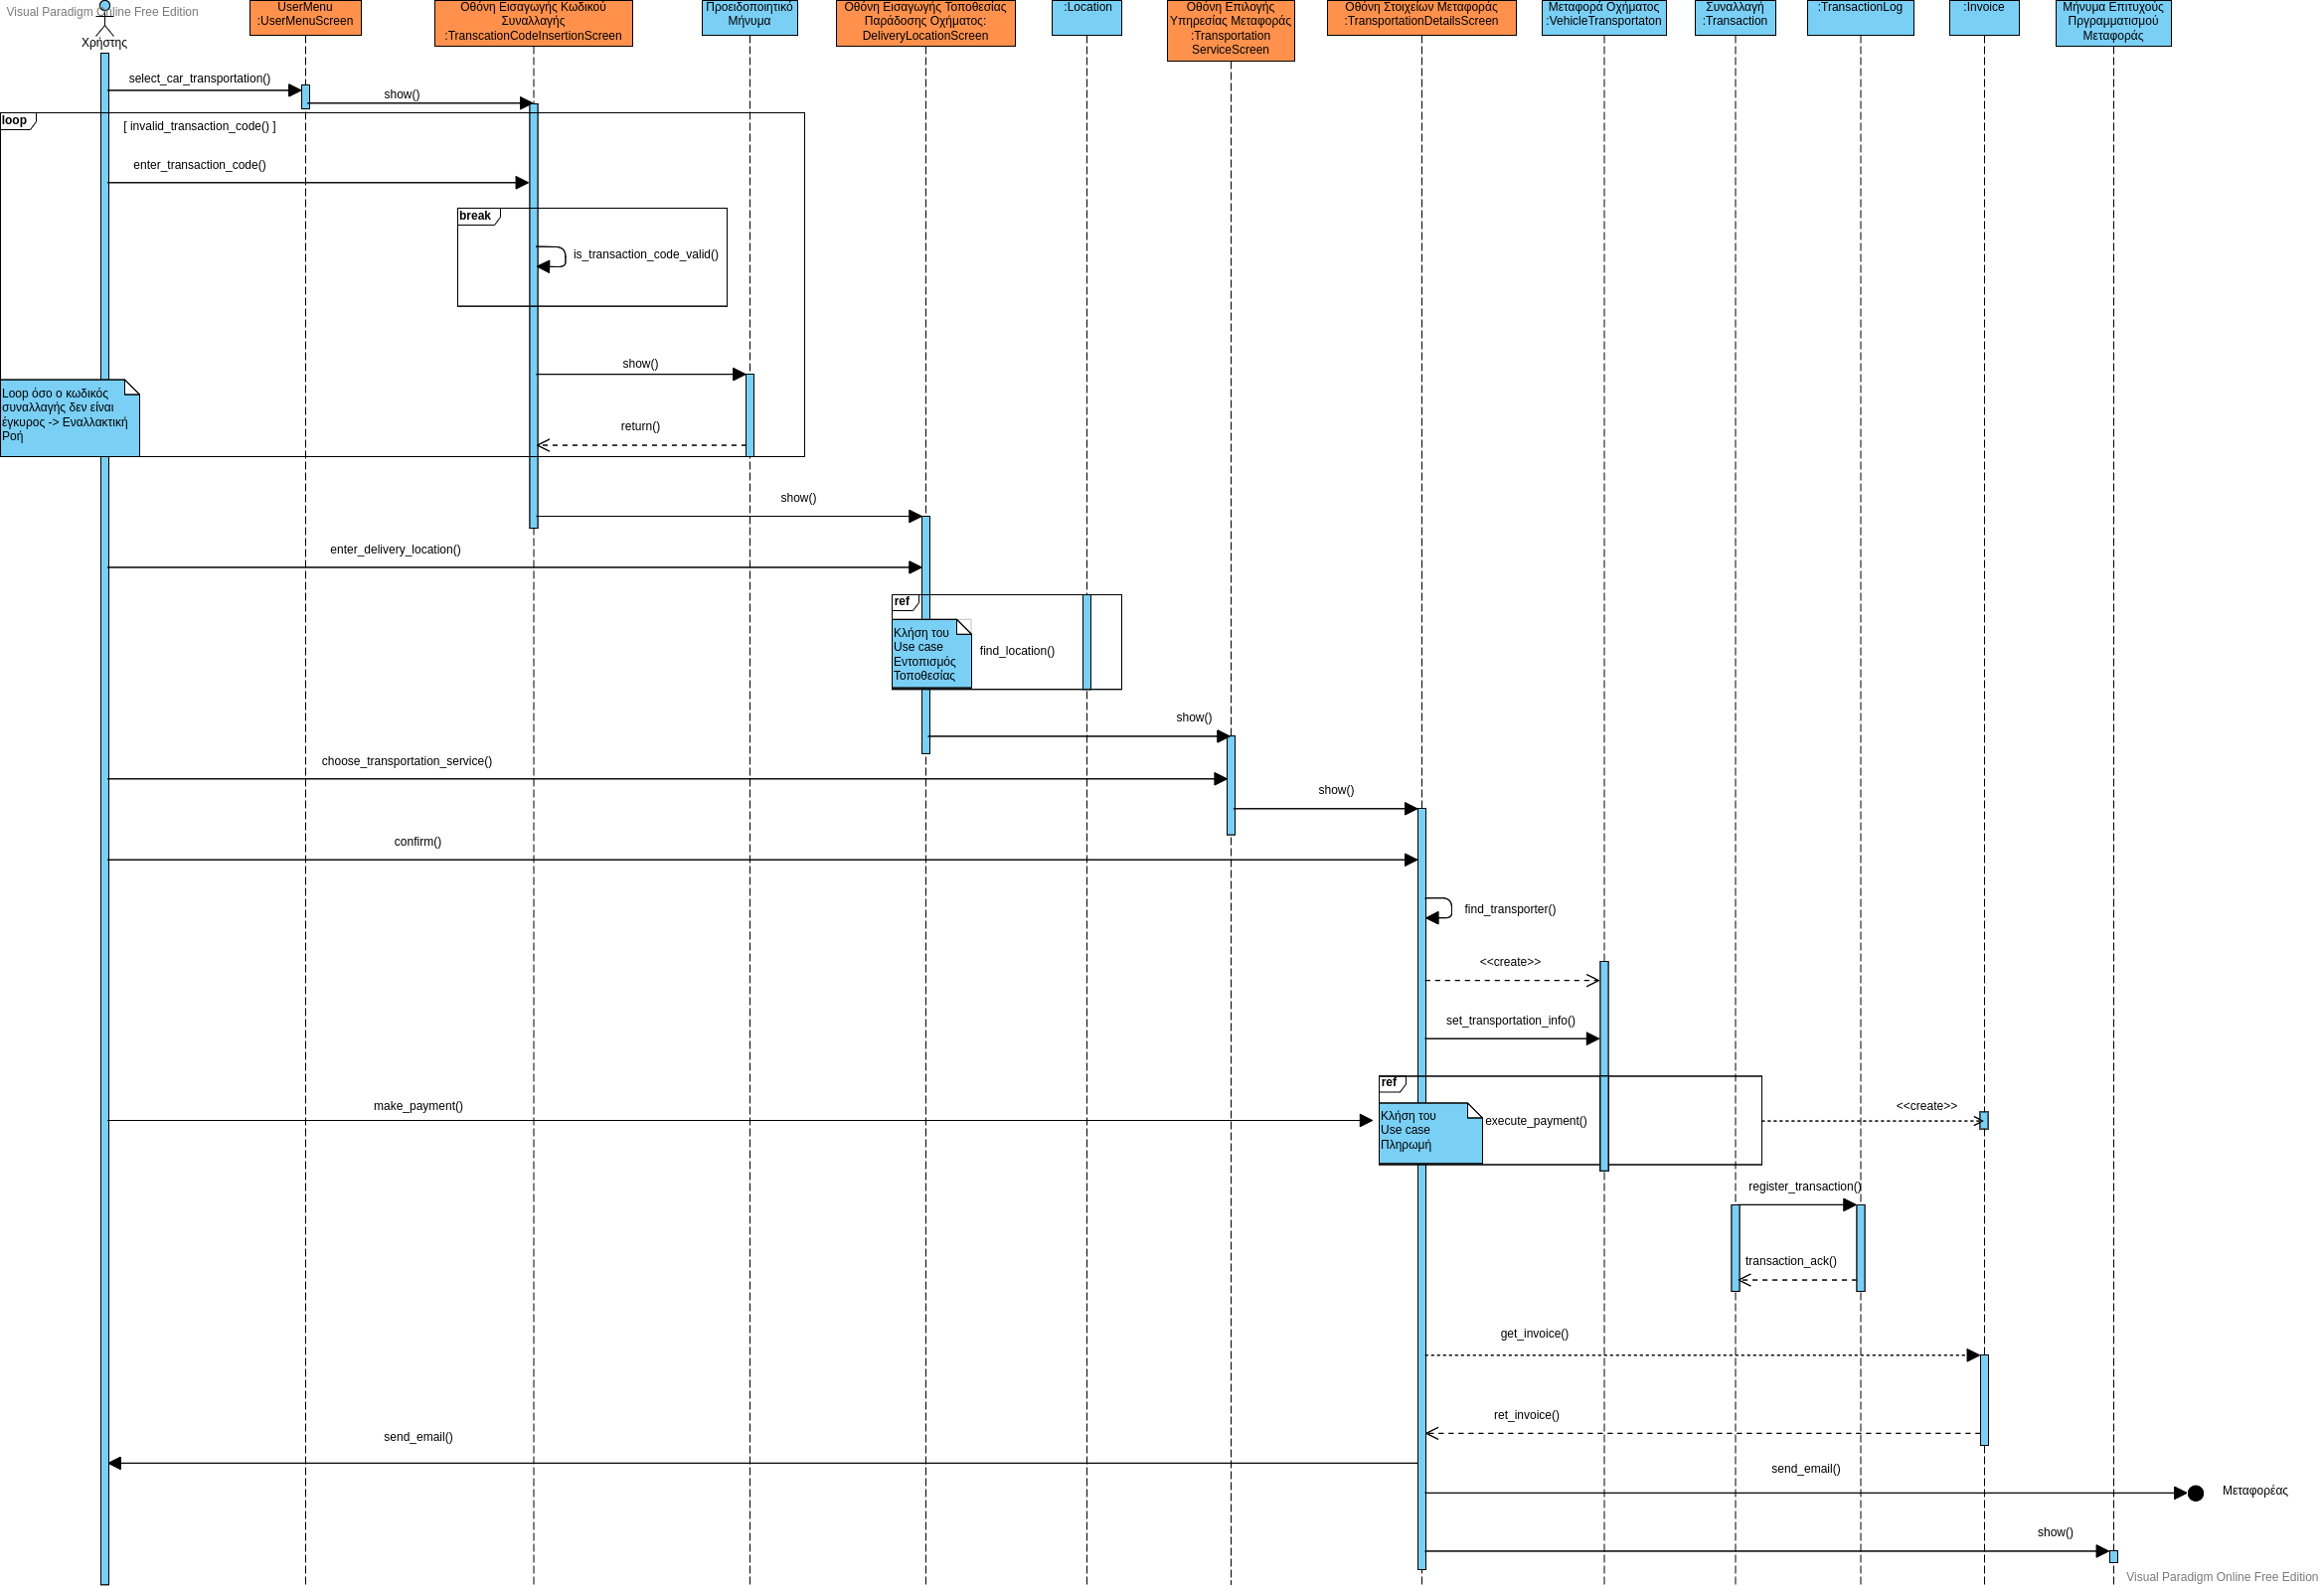 Visual Paradigm Online Free Edition
Χρήστης
UserMenu
:UserMenuScreen
Οθόνη Εισαγωγής Κωδικού
Συναλλαγής
:TranscationCodeInsertionScreen
Προειδοποιητικό
Μήνυμα
Οθόνη Εισαγωγής Τοποθεσίας
Παράδοσης Οχήματος:
DeliveryLocationScreen
:Location
Οθόνη Επιλογής
Υπηρεσίας Μεταφοράς
:Transportation
ServiceScreen
Οθόνη Στοιχείων Μεταφοράς
:TransportationDetailsScreen
Μεταφορά Οχήματος
:VehicleTransportaton
Συναλλαγή
:Transaction
:TransactionLog
:Invoice
Μήνυμα Επιτυχούς
Πργραμματισμού
Μεταφοράς
select_car_transportation()
show()
loop
[ invalid_transaction_code() ]
enter_transaction_code()
break
is_transaction_code_valid()
show()
Loop όσο ο κωδικός
συναλλαγής δεν είναι
έγκυρος -> Εναλλακτική
Ροή
return()
show()
enter_delivery_location()
ref
Κλήση του
Use case
Εντοπισμός
Τοποθεσίας
find_location()
show()
choose_transportation_service()
show()
confirm()
find_transporter()
<<create>>
set_transportation_info()
ref
make_payment()
Κλήση του
Use case
Πληρωμή
execute_payment()
<<create>>
register_transaction()
transaction_ack()
get_invoice()
ret_invoice()
send_email()
send_email()
Μεταφορέας
show()
Visual Paradigm Online Free Edition